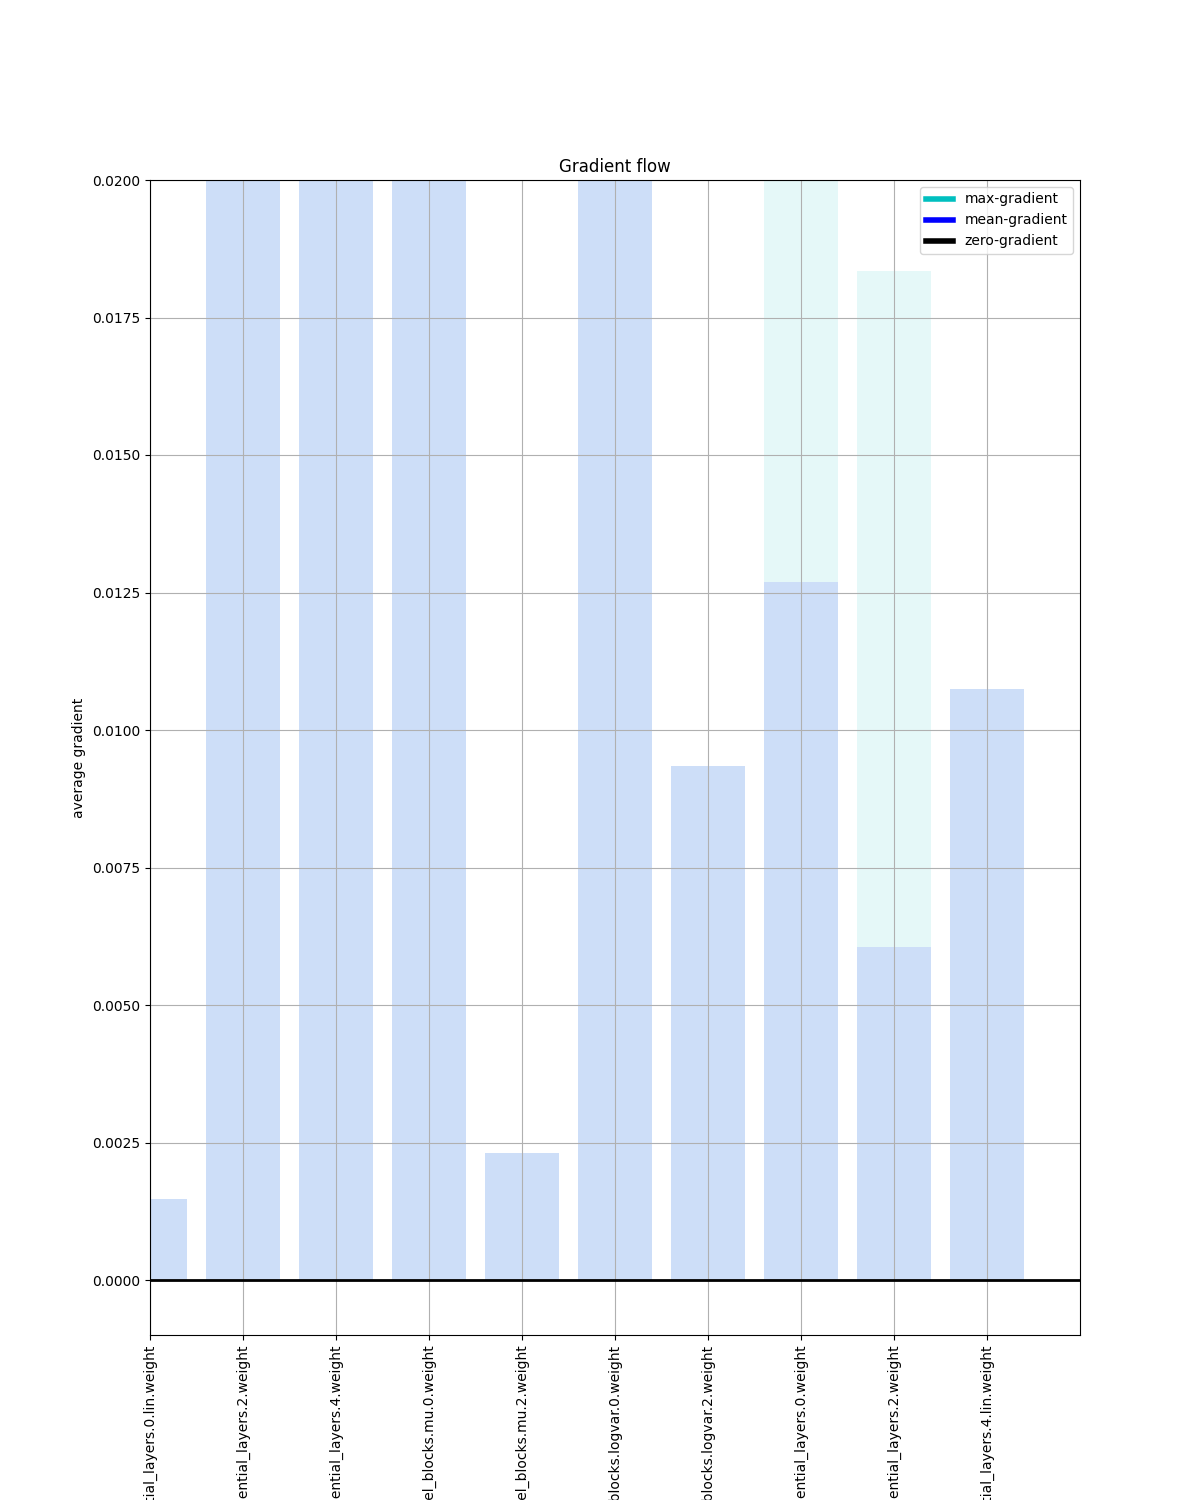 Gradient flow
max-gradient
mean-gradient
zero-gradient
0.0200
0.0175
0.0150
0.0125
0.0100
0.0075
0.0050
0.0025
0.0000
average gradient
tial_layers.0.lin.weight
ential_layers.2.weight
ential_layers.4.weight
el_blocks.mu.0.weight
el_blocks.mu.2.weight
blocks.logvar.0.weight
blocks.logvar.2.weight
ential_layers.0.weight
ential_layers.2.weight
tial_layers.4.lin.weight